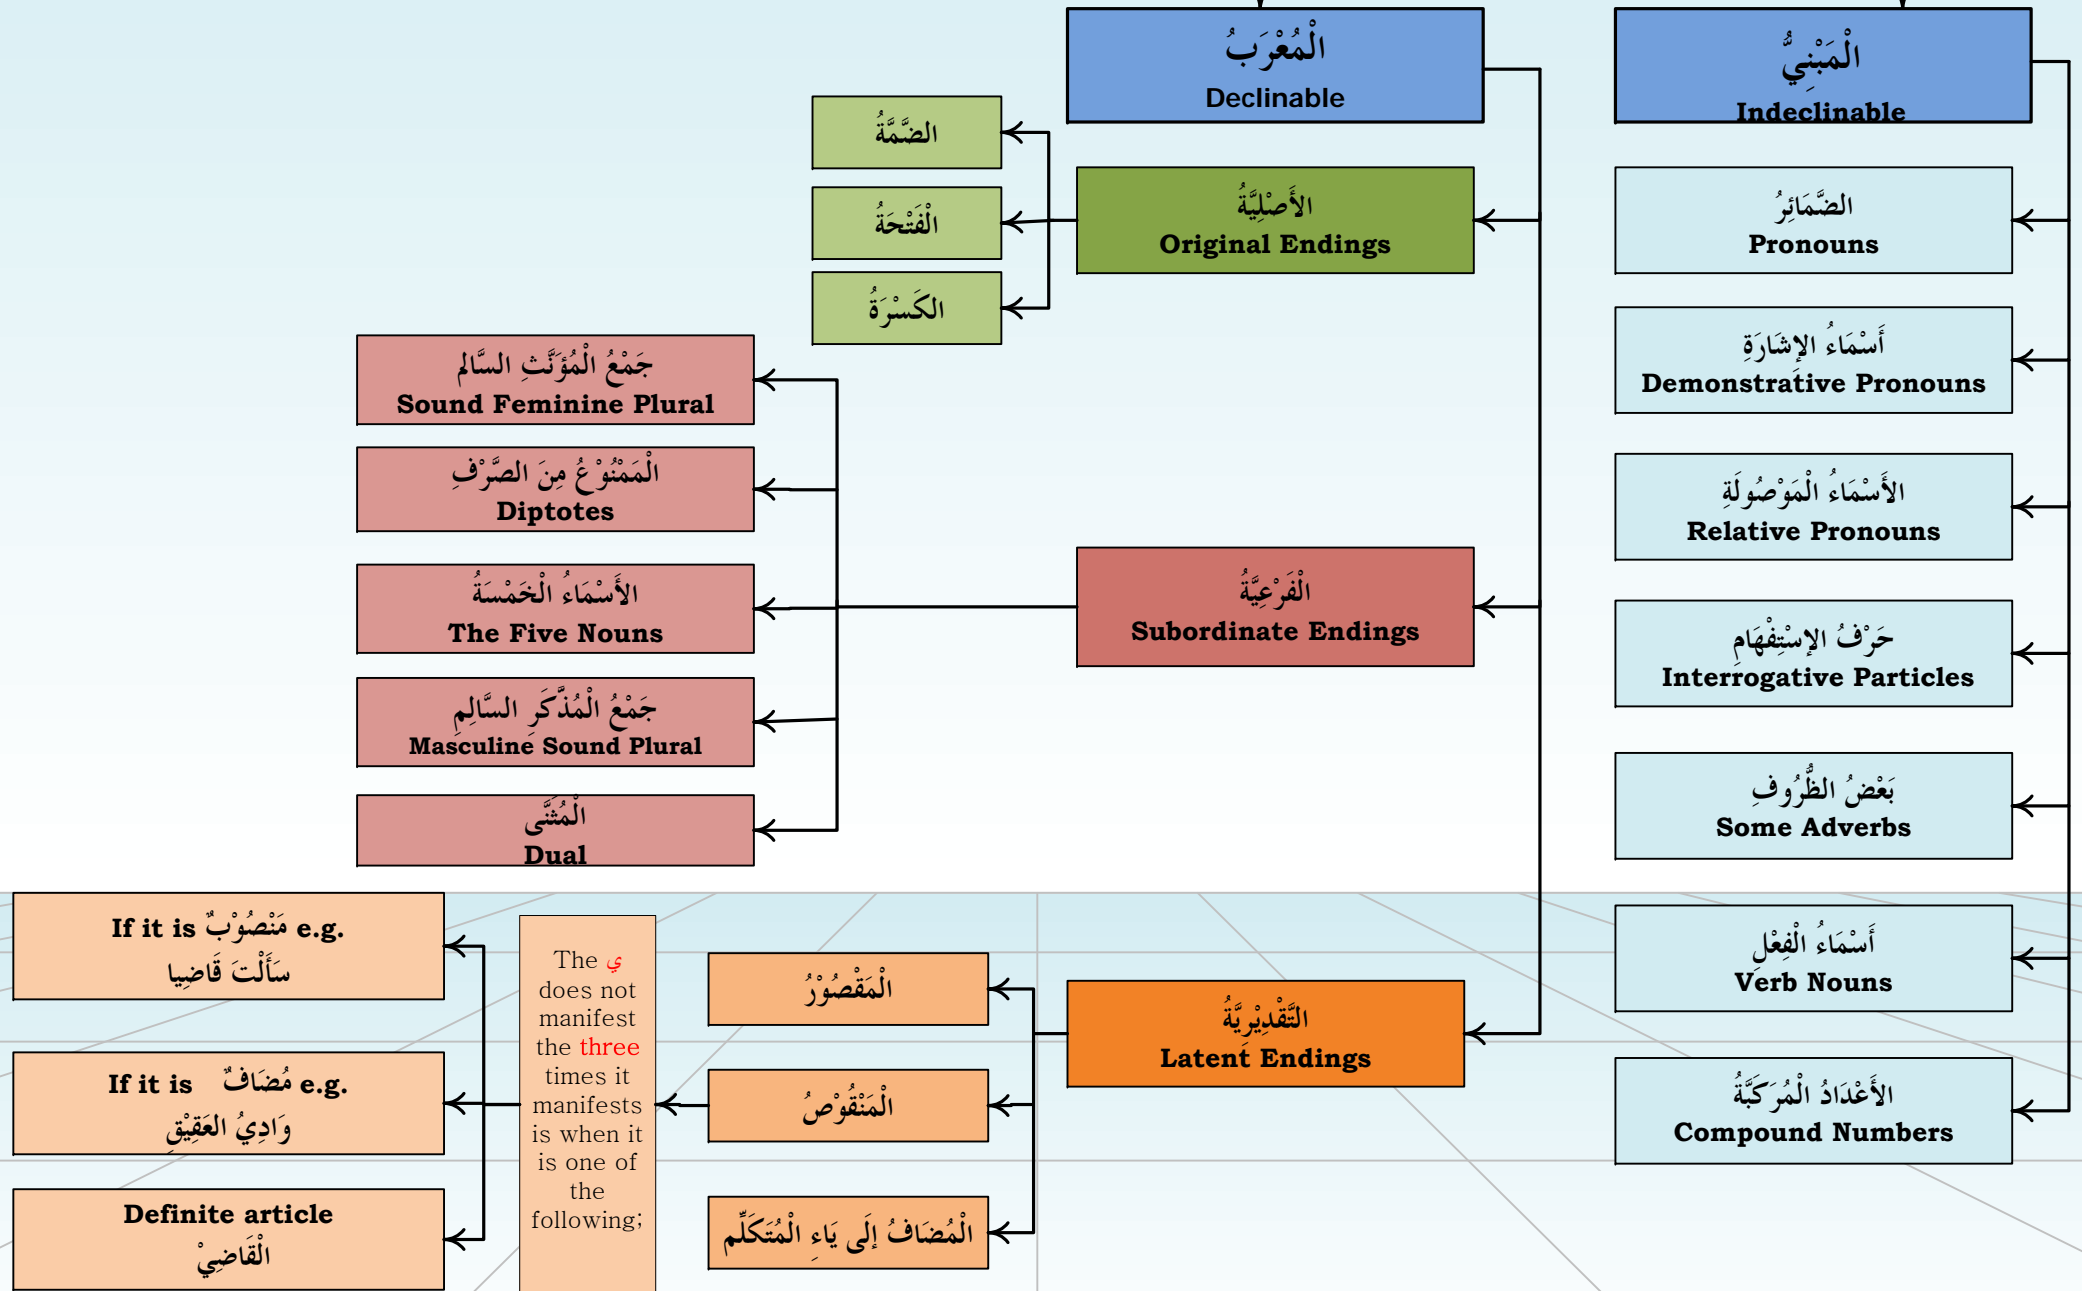 الْمُعْرَبُ
Declinable
الْمَبْنِيُّ
Indeclinable
الأَصْلِيَّةُ
Original Endings
الضَّمَّةُ
الْفَتْحَةُ
الكَسْرَةُ
الْفَرْعِيَّةُ
Subordinate Endings
جَمْعُ الْمُؤَنَّثِ السَّالم
Sound Feminine Plural
الْمَمْنُوْعُ مِنَ الصَّرْفِ
Diptotes
الأَسْمَاءُ الْخَمْسَةُ
The Five Nouns
جَمْعُ الْمُذَّكَرِ السَّالِمِ
Masculine Sound Plural
الْمُثَنَّى
Dual
التَّقْدِيْرِيَّةُ
Latent Endings
الْمَقْصُوْرُ
الْمَنْقُوْصُ
الْمُضَافُ إلَى يَاءِ الْمُتَكَلِّم
The ي
does not
manifest
the three
times it
manifests
is when it
is one of
the
following;
If it is مَنْصُوْبٌ e.g.
سَأَلْتَ قَاضِيا
If it is مُضَافٌ e.g.
وَادِيُ العَقِيْقِ
Definite article
الْقَاضِيْ
الضَّمَائِرُ
Pronouns
أَسْمَاءُ الإِشَارَةِ
Demonstrative Pronouns
الأَسْمَاءُ الْمَوْصُولَةِ
Relative Pronouns
حَرْفُ الإسْتِفْهَامِ
Interrogative Particles
بَعْضُ الظُّرُوفِ
Some Adverbs
أَسْمَاءُ الْفِعْلِ
Verb Nouns
الأَعْدَادُ الْمُرَكَبَّةُ
Compound Numbers